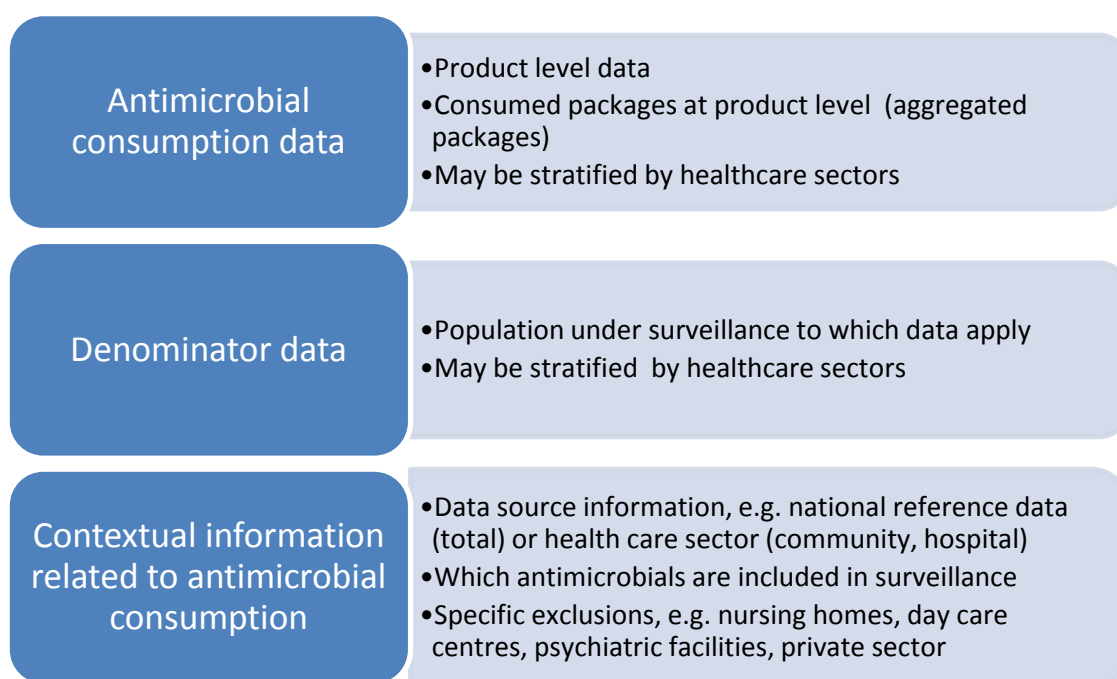 Antimicrobial
consumption data
•Product level data
•Consumed packages at product level (aggregated
packages)
•May be stratified by healthcare sectors
Denominator data
•Population under surveillance to which data apply
•May be stratified by healthcare sectors
Contextual information
related to antimicrobial
consumption
•Data source information, e.g. national reference data
(total) or health care sector (community, hospital)
•Which antimicrobials are included in surveillance
•Specific exclusions, e.g. nursing homes, day care
centres, psychiatric facilities, private sector